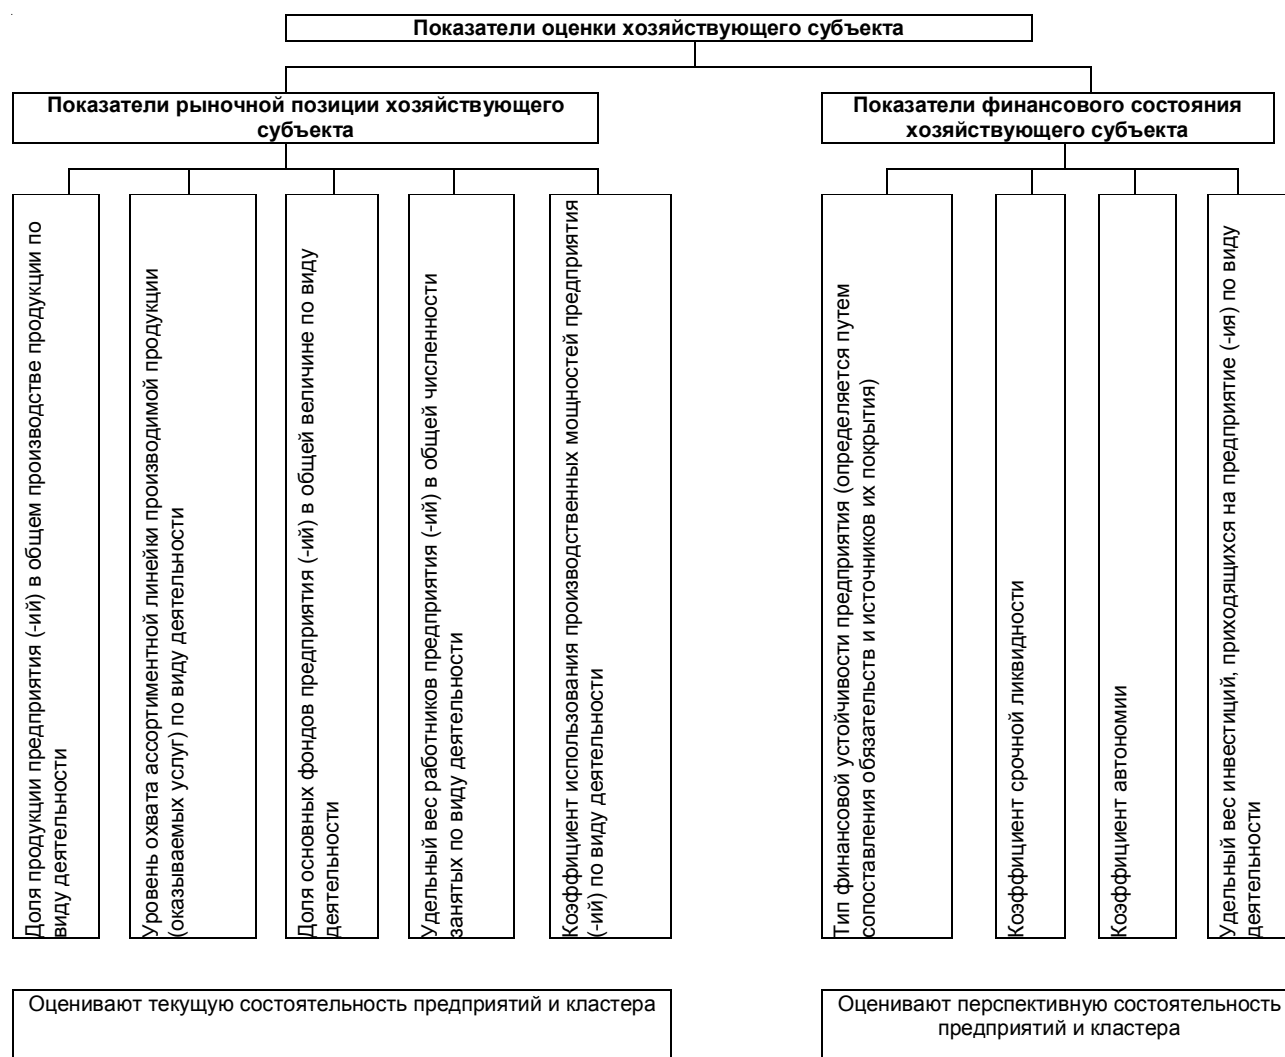 Показатели оценки хозяйствующего субъекта
Показатели рыночной позиции хозяйствующего
субъекта
Показатели финансового состояния
хозяйствующего субъекта
Доля продукции предприятия (-ий) в общем производстве продукции по
виду деятельности
Уровень охвата ассортиментной линейки производимой продукции
(оказываемых услуг) по виду деятельности
Доля основных фондов предприятия (-ий) в общей величине по виду
деятельности
Удельный вес работников предприятия (-ий) в общей численности
занятых по виду деятельности
Коэффициент использования производственных мощностей предприятия
(-ий) по виду деятельности
Тип финансовой устойчивости предприятия (определяется путем
сопоставления обязательств и источников их покрытия)
Коэффициент срочной ликвидности
Коэффициент автономии
Удельный вес инвестиций, приходящихся на предприятие (-ия) по виду
деятельности
Оценивают текущую состоятельность предприятий и кластера
Оценивают перспективную состоятельность
предприятий и кластера